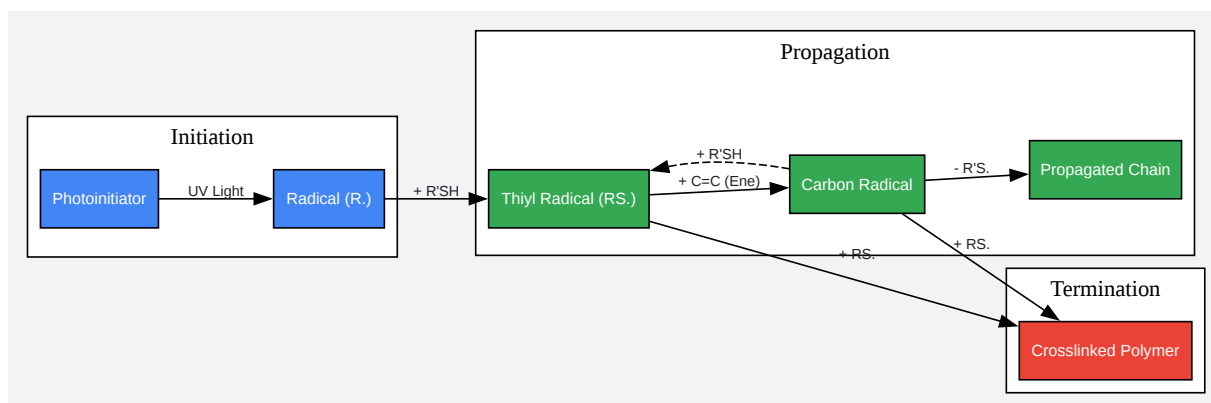 Propagation
Initiation
Photoinitiator
UV Light
Radical (R.)
+ R'SH
Thiyl Radical (RS.)
+ R'SH
+ C=C (Ene)
Carbon Radical
- R'S.
Propagated Chain
+ RS.
+ RS.
Termination
Crosslinked Polymer